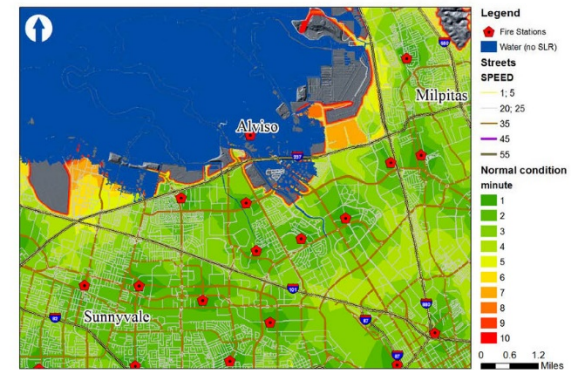 Legend
Fire Stations
Water (no SLR)
Streets
SPEED
1; 5
20; 25
35
45
55
Normal condition
minute
1
2
3
4
5
6
7
8
9
10
0 0.6 1.2
Miles
Milpitas
Alviso
Sunnyvale
101